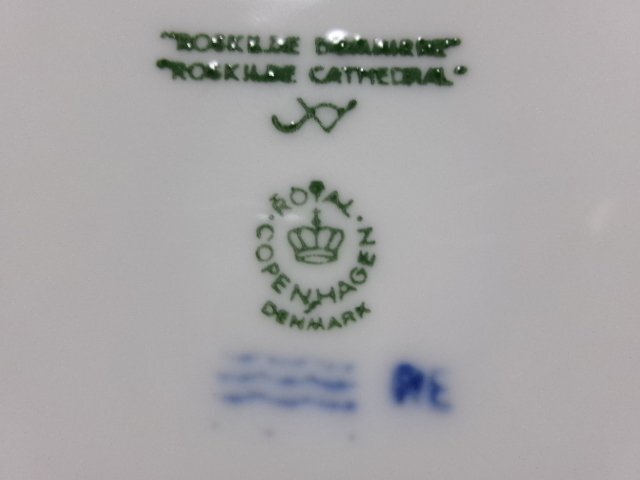 "ROSKILDE DOMKIRKE"
"ROSKILDE CATHEDRAL"
ROYAL
COPENHAGEN
DENMARK